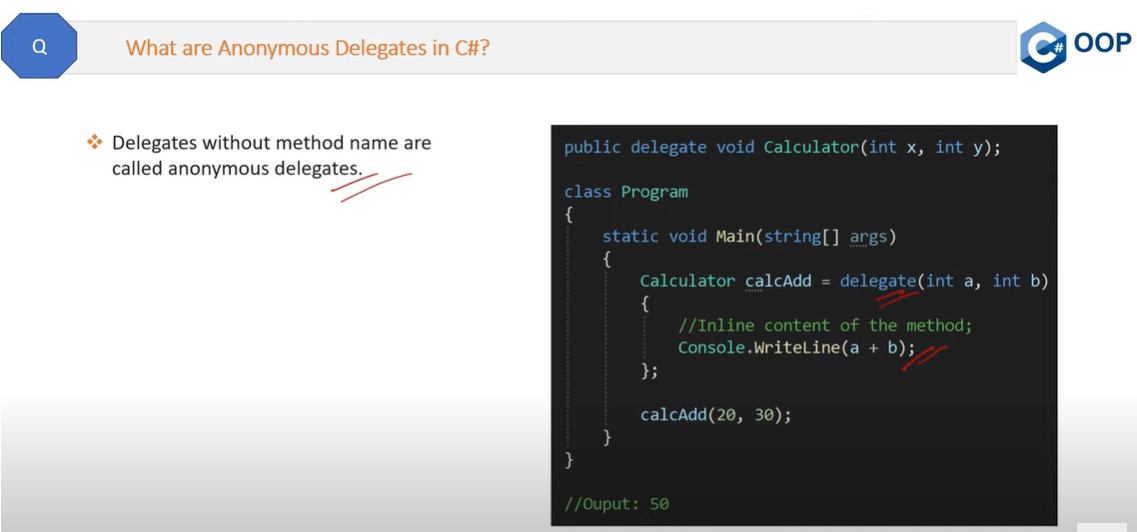 Q
What are Anonymous Delegates in C#?
C# OOP
Delegates without method name are
called anonymous delegates.
public delegate void Calculator(int x, int y);
class Program
{
static void Main(string[] args)
{
Calculator calcAdd = delegate(int a, int b)
{
//Inline content of the method;
Console.WriteLine(a + b);
};
calcAdd(20, 30);
}
}
//Ouput: 50